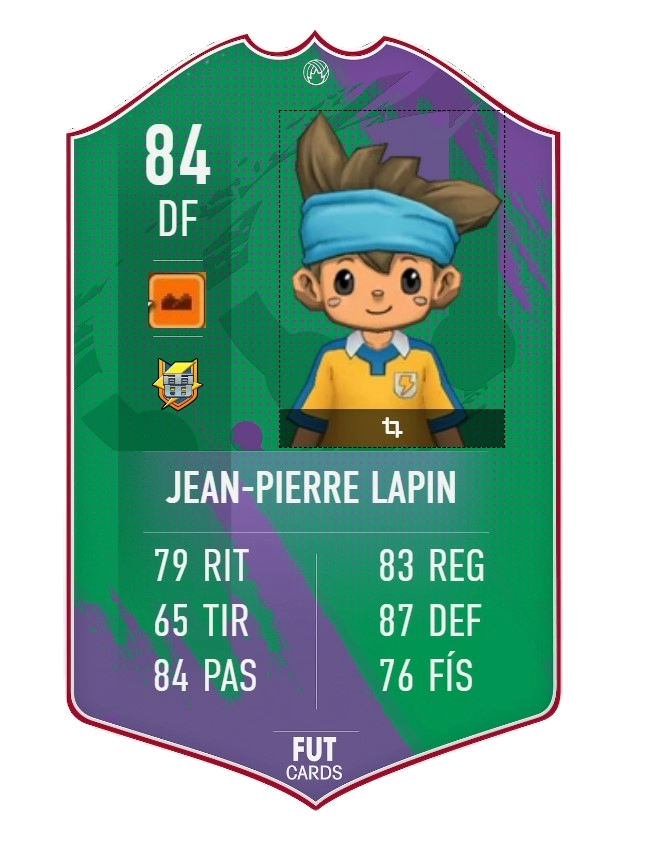 84
DF
JEAN-PIERRE LAPIN
79 RIT
65 TIR
84 PAS
83 REG
87 DEF
76 FÍS
FUT
CARDS